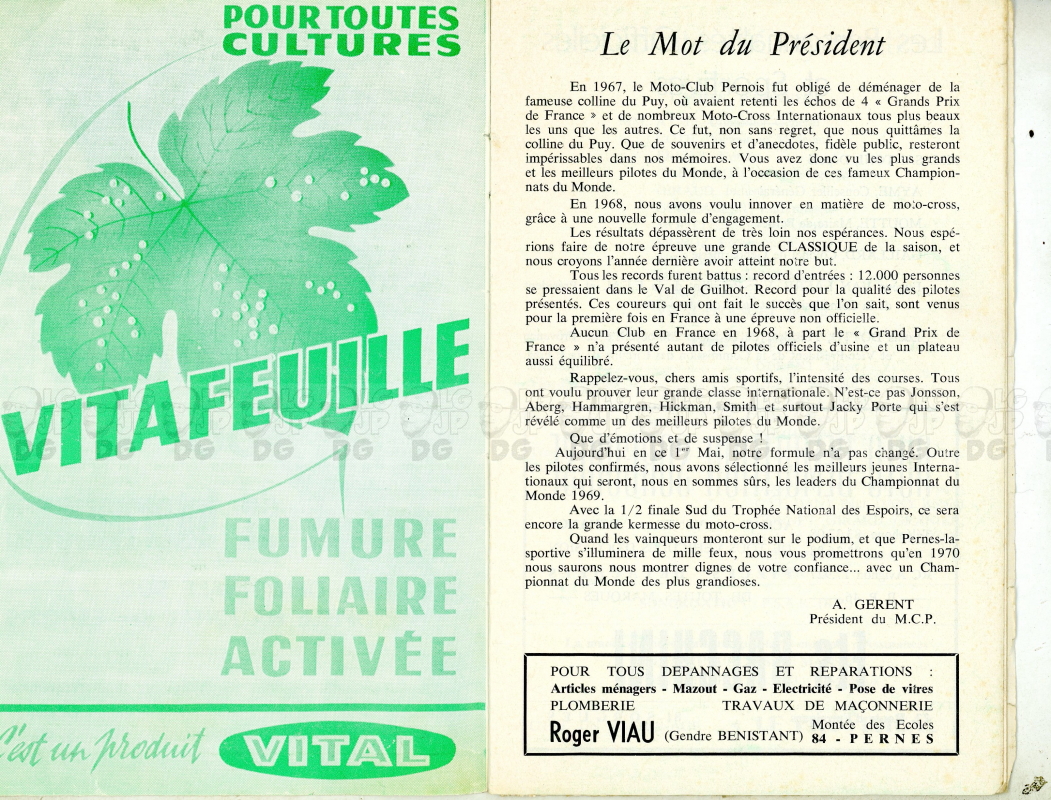 POUR TOUTES
CULTURES
VITAFEUILLE
FUMURE
FOLIAIRE
ACTIVÉE
C'est un produit VITAL
Le Mot du Président
En 1967, le Moto-Club Pernois fut obligé de déménager de la
fameuse colline du Puy, où avaient retenti les échos de 4 « Grands Prix
de France » et de nombreux Moto-Cross Internationaux tous plus beaux
les uns que les autres. Ce fut, non sans regret, que nous quittâmes la
colline du Puy. Que de souvenirs et d'anecdotes, fidèle public, resteront
impérissables dans nos mémoires. Vous avez donc vu les plus grands
et les meilleurs pilotes du Monde, à l'occasion de ces fameux Champion-
nats du Monde.
En 1968, nous avons voulu innover en matière de moto-cross,
grâce à une nouvelle formule d'engagement.
Les résultats dépassèrent de très loin nos espérances. Nous espé-
rions faire de notre épreuve une grande CLASSIQUE de la saison, et
nous croyons l'année dernière avoir atteint notre but.
Tous les records furent battus : record d'entrées : 12.000 personnes
se pressaient dans le Val de Guilhot. Record pour la qualité des pilotes
présentés. Ces coureurs qui ont fait le succès que l'on sait, sont venus
pour la première fois en France à une épreuve non officielle.
Aucun Club en France en 1968, à part le « Grand Prix de
France » n'a présenté autant de pilotes officiels d'usine et un plateau
aussi équilibré.
Rappelez-vous, chers amis sportifs, l'intensité des courses. Tous
ont voulu prouver leur grande classe internationale. N'est-ce pas Jonsson,
Aberg, Hammargren, Hickman, Smith et surtout Jacky Porte qui s'est
révélé comme un des meilleurs pilotes du Monde.
Que d'émotions et de suspense !
Aujourd'hui en ce 1er Mai, notre formule n'a pas changé. Outre
les pilotes confirmés, nous avons sélectionné les meilleurs jeunes Interna-
tionaux qui seront, nous en sommes sûrs, les leaders du Championnat du
Monde 1969.
Avec la 1/2 finale Sud du Trophée National des Espoirs, ce sera
encore la grande kermesse du moto-cross.
Quand les vainqueurs monteront sur le podium, et que Pernes-la-
sportive s'illuminera de mille feux, nous vous promettrons qu'en 1970
nous saurons nous montrer dignes de votre confiance... avec un Cham-
pionnat du Monde des plus grandioses.
A. GERENT
Président du M.C.P.
POUR TOUS DEPANNAGES ET REPARATIONS :
Articles ménagers - Mazout - Gaz - Electricité - Pose de vitres
PLOMBERIE TRAVAUX DE MAÇONNERIE
Roger VIAU (Gendre BENISTANT) Montée des Ecoles
84 - PERNES